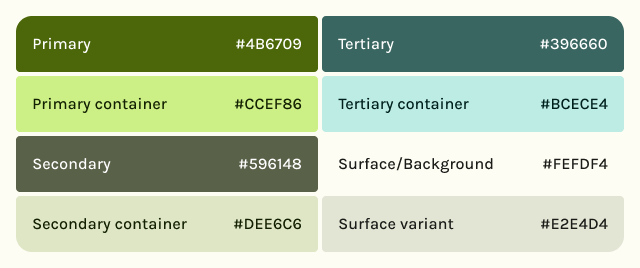 Primary #4B6709
Tertiary #396660
Primary container #CCEF86
Tertiary container #BCECE4
Secondary #596148
Surface/Background #FEFDF4
Secondary container #DEE6C6
Surface variant #E2E4D4